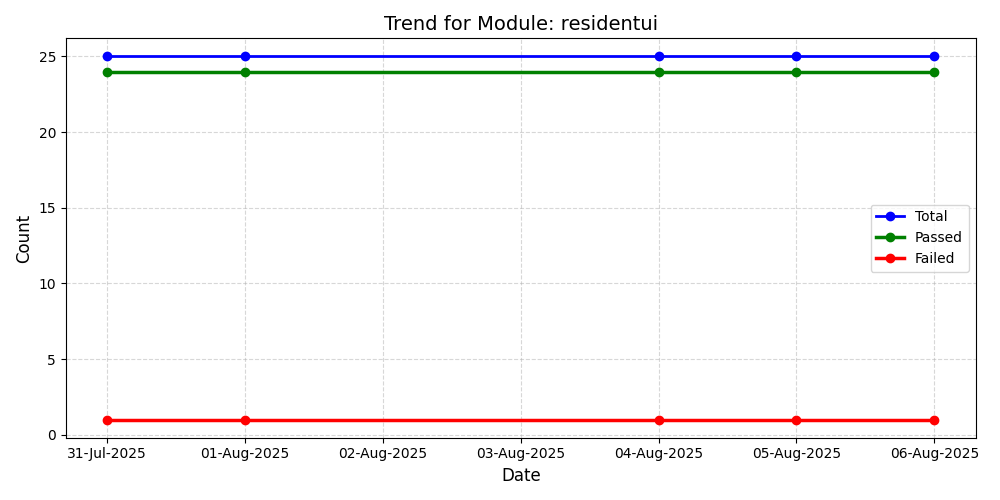 Trend for Module: residentui
Count
25
20
15
10
5
0
Total
Passed
Failed
31-Jul-2025 01-Aug-2025 02-Aug-2025 03-Aug-2025 04-Aug-2025 05-Aug-2025 06-Aug-2025
Date